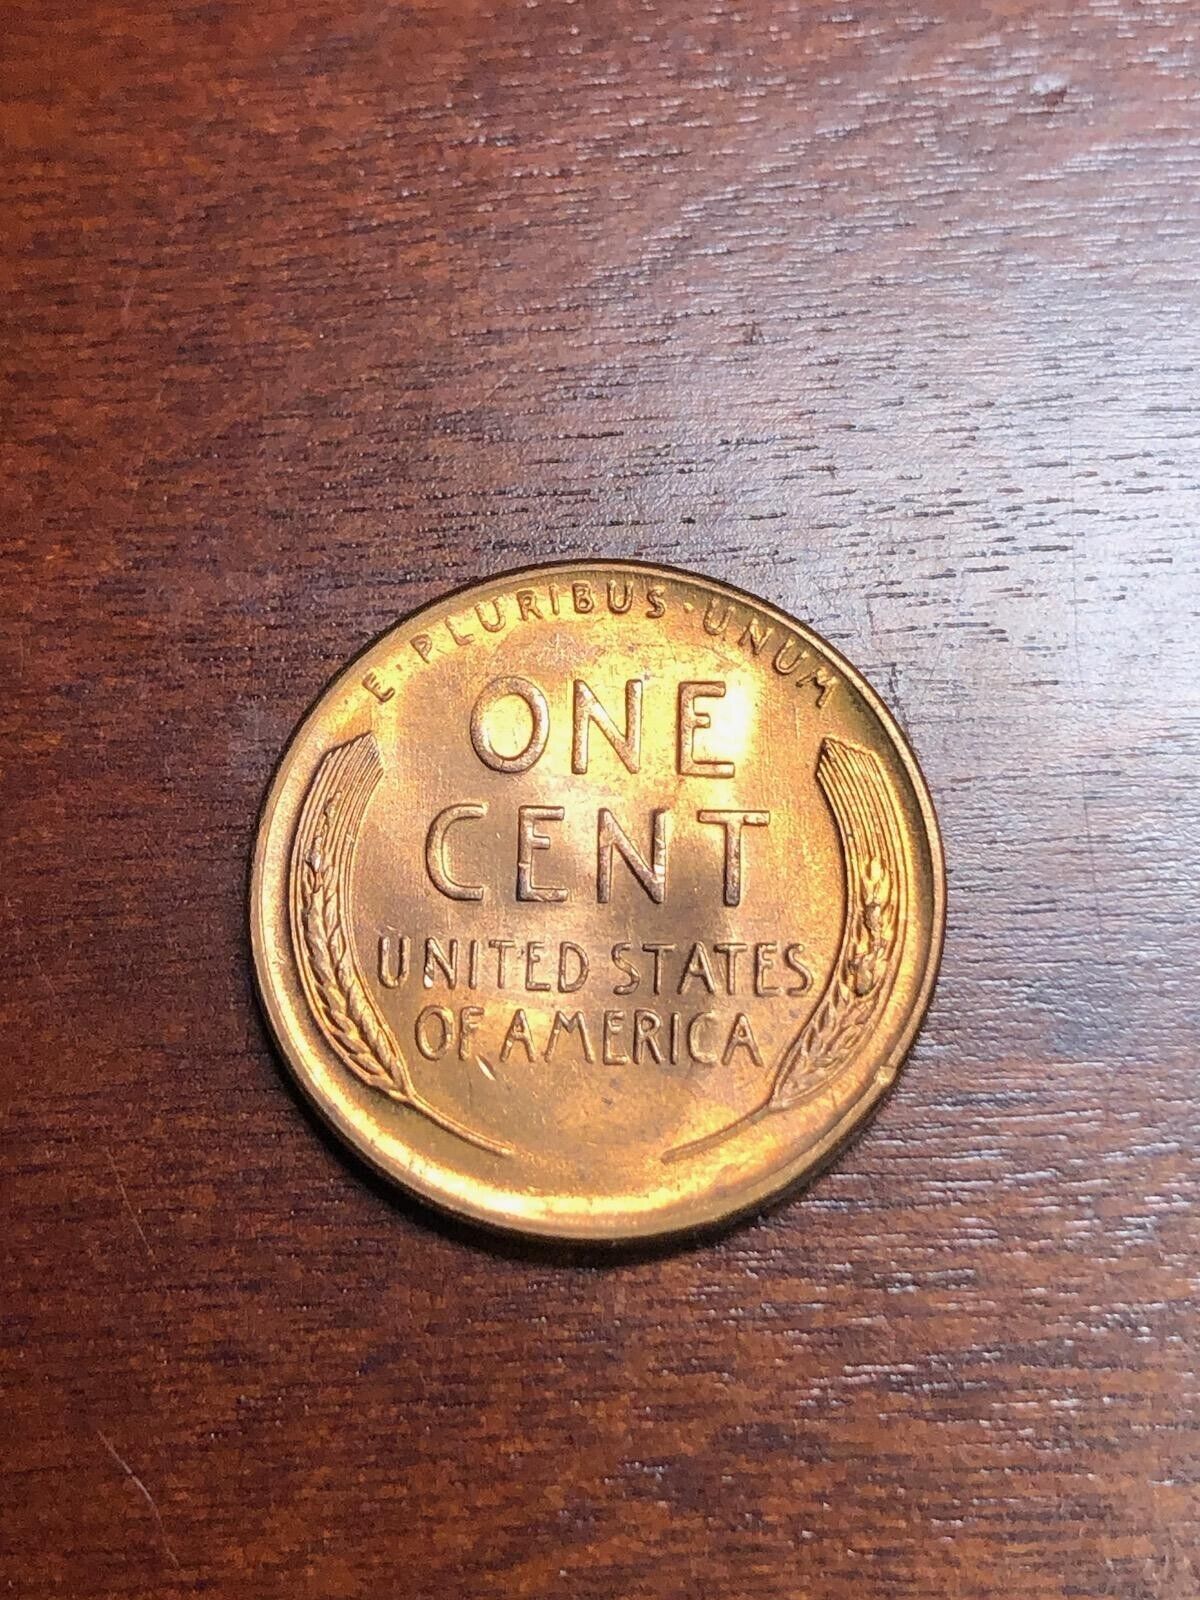 E · PLURIBUS · UNUM
ONE
CENT
UNITED STATES
OF AMERICA